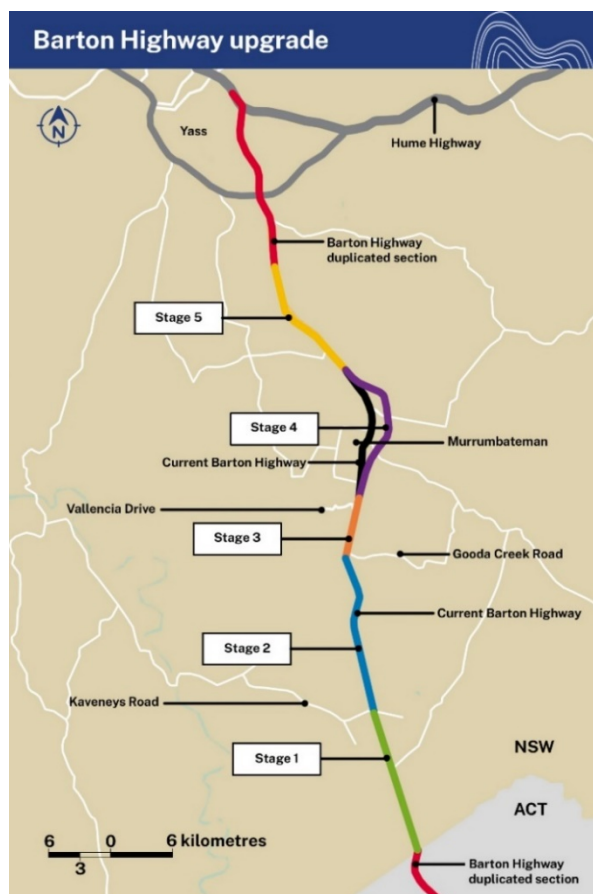 Barton Highway upgrade
N
Yass
Hume Highway
Barton Highway
duplicated section
Stage 5
Stage 4
Murrumbateman
Current Barton Highway
Vallencia Drive
Stage 3
Gooda Creek Road
Current Barton Highway
Stage 2
Kaveneys Road
NSW
Stage 1
ACT
6 0 6 kilometres
3
Barton Highway
duplicated section